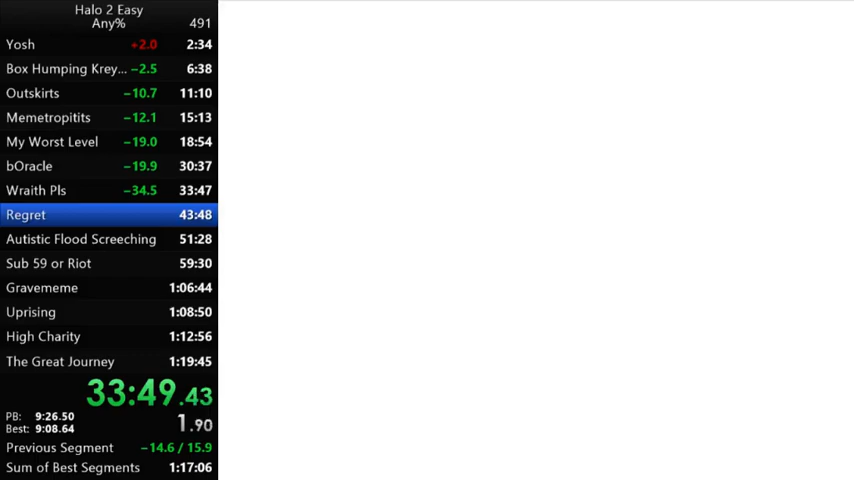 Halo 2 Easy
Any% 491
Yosh +2.0 2:34
Box Humping Krey... −2.5 6:38
Outskirts −10.7 11:10
Memetropitits −12.1 15:13
My Worst Level −19.0 18:54
bOracle −19.9 30:37
Wraith Pls −34.5 33:47
Regret 43:48
Autistic Flood Screeching 51:28
Sub 59 or Riot 59:30
Gravememe 1:06:44
Uprising 1:08:50
High Charity 1:12:56
The Great Journey 1:19:45
33:49.43
PB: 9:26.50
Best: 9:08.64 1.90
Previous Segment −14.6 / 15.9
Sum of Best Segments 1:17:06